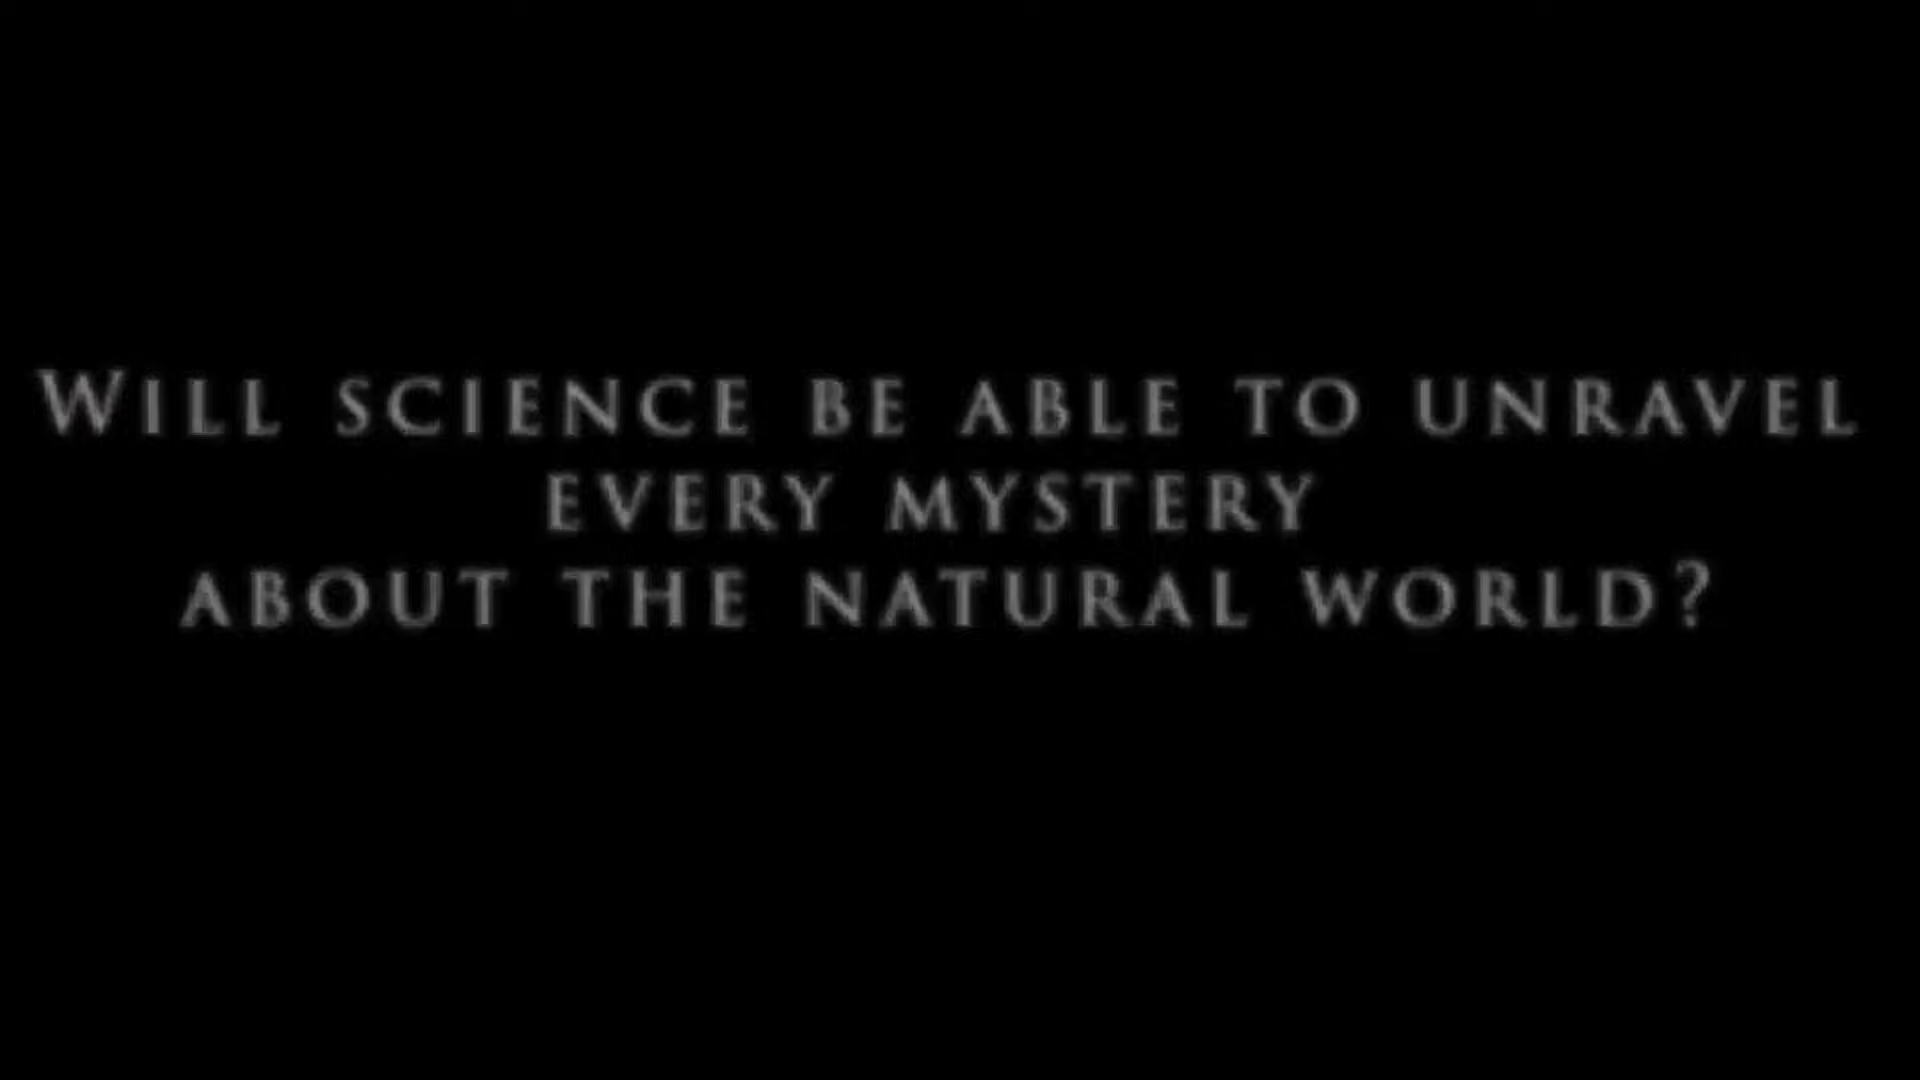 Will science be able to unravel
every mystery
about the natural world?